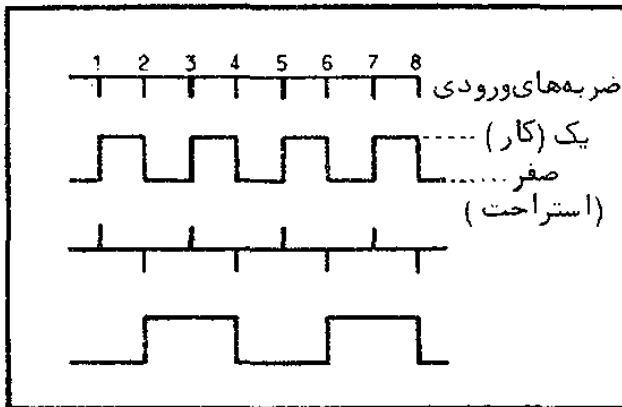 1 2 3 4 5 6 7 8
ضربه‌های‌ورودی
یک (کار)
صفر
(استراحت)